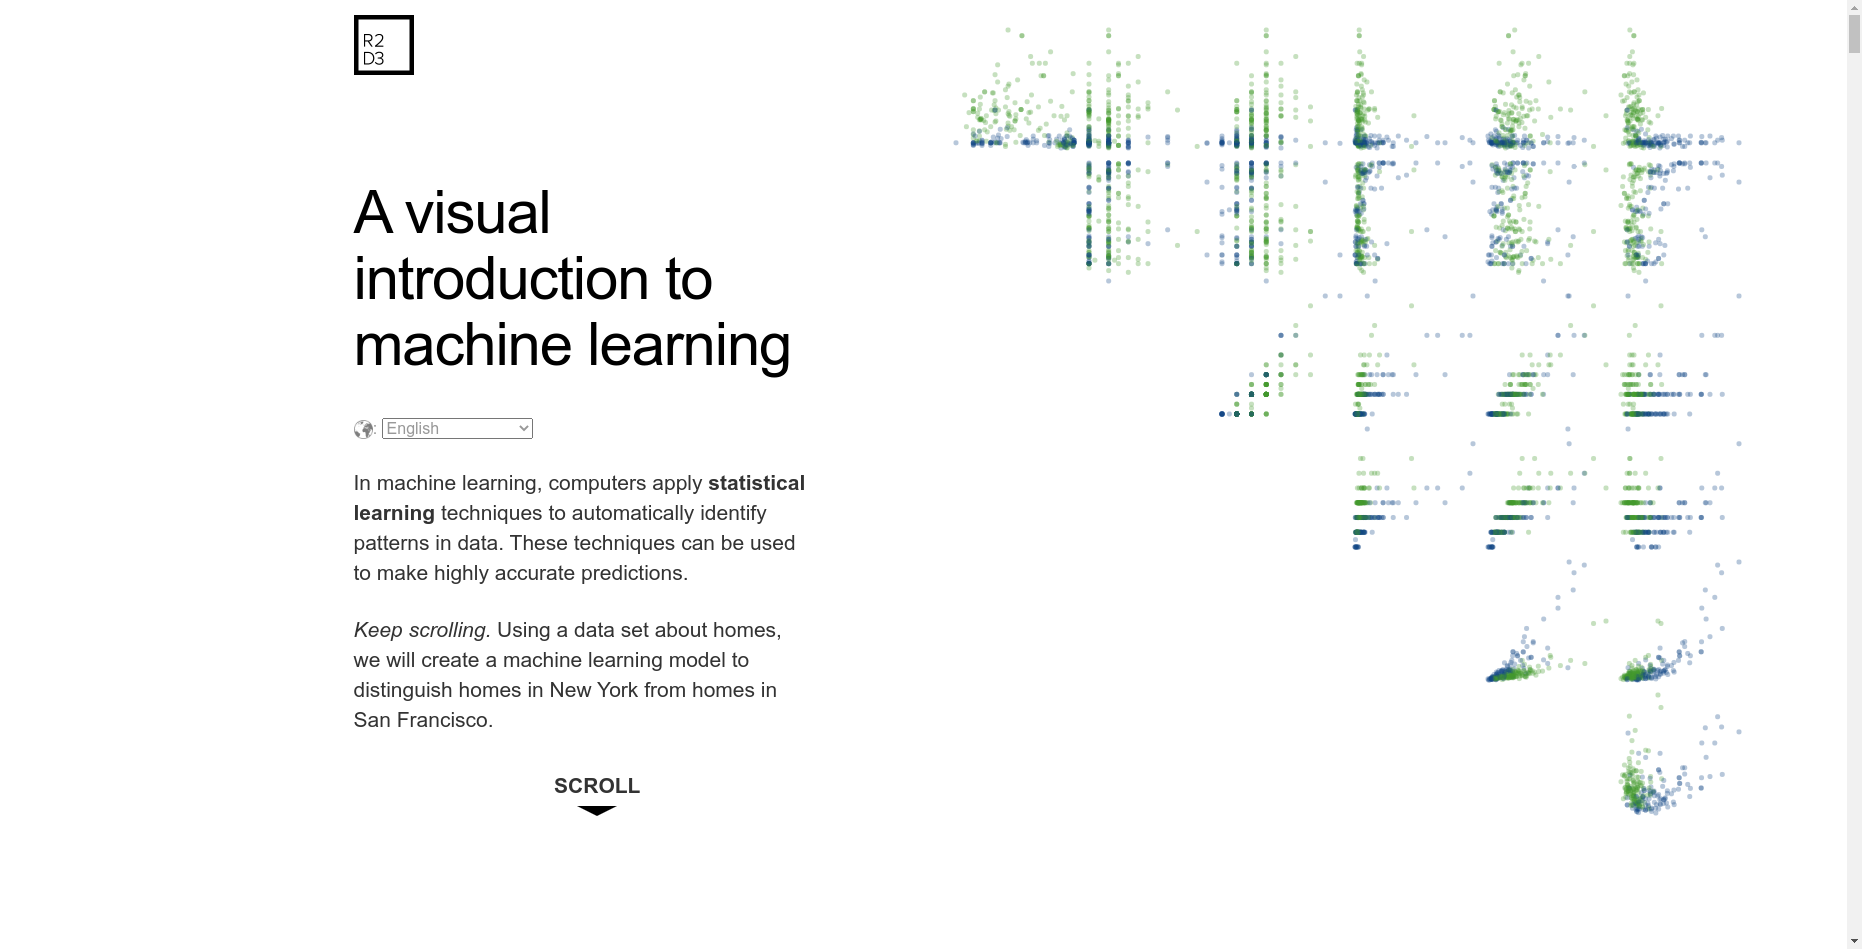 R2
D3
A visual
introduction to
machine learning
: English
In machine learning, computers apply statistical
learning techniques to automatically identify
patterns in data. These techniques can be used
to make highly accurate predictions.
Keep scrolling. Using a data set about homes,
we will create a machine learning model to
distinguish homes in New York from homes in
San Francisco.
SCROLL